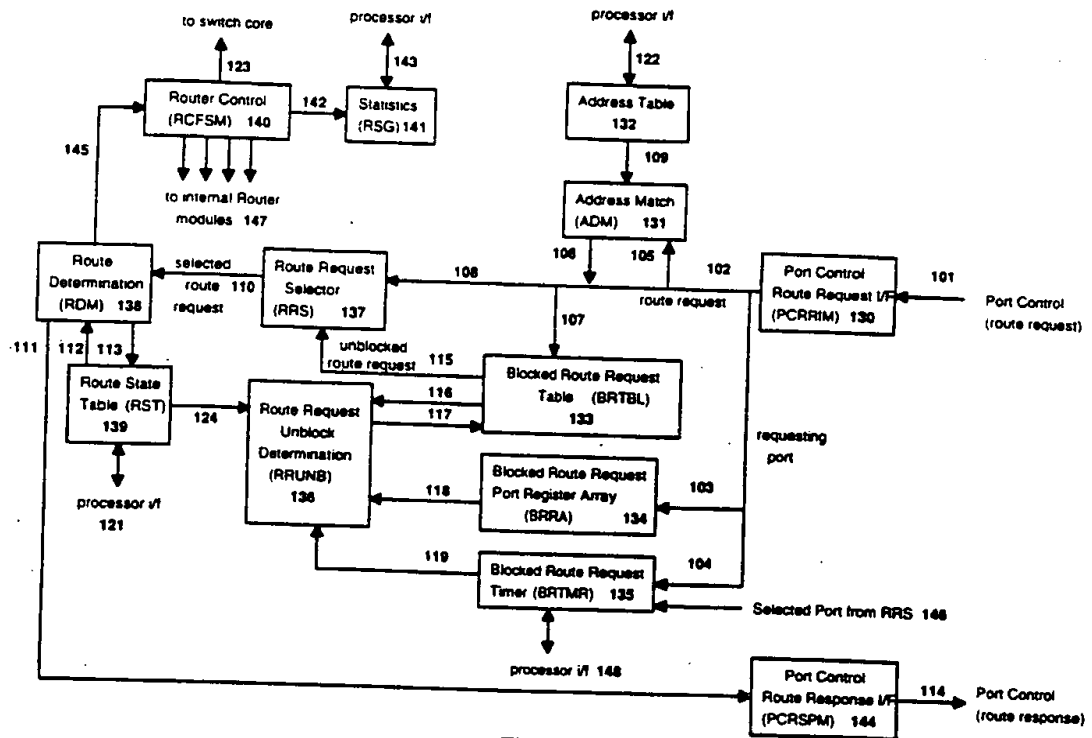 to switch core
processor i/f
processor i/f
123
143
122
Router Control
(RCFSM) 140
142
Statistics
(RSG) 141
Address Table
132
145
109
to internal Router
modules 147
Address Match
(ADM) 131
106
105
102
Route
Determination
(RDM) 138
selected
route 110
request
Route Request
Selector
(RRS) 137
108
route request
Port Control
Route Request I/F
(PCRRIM) 130
101
Port Control
(route request)
107
111
112
113
unblocked
route request
115
Route State
Table (RST)
139
124
116
117
Blocked Route Request
Table (BRTBL)
133
Route Request
Unblock
Determination
(RRUNB)
136
requesting
port
processor i/f
121
118
Blocked Route Request
Port Register Array
(BRRA) 134
103
119
Blocked Route Request
Timer (BRTMR) 135
104
Selected Port from RRS 146
processor i/f 148
Port Control
Route Response I/F
(PCRSPM) 144
114
Port Control
(route response)